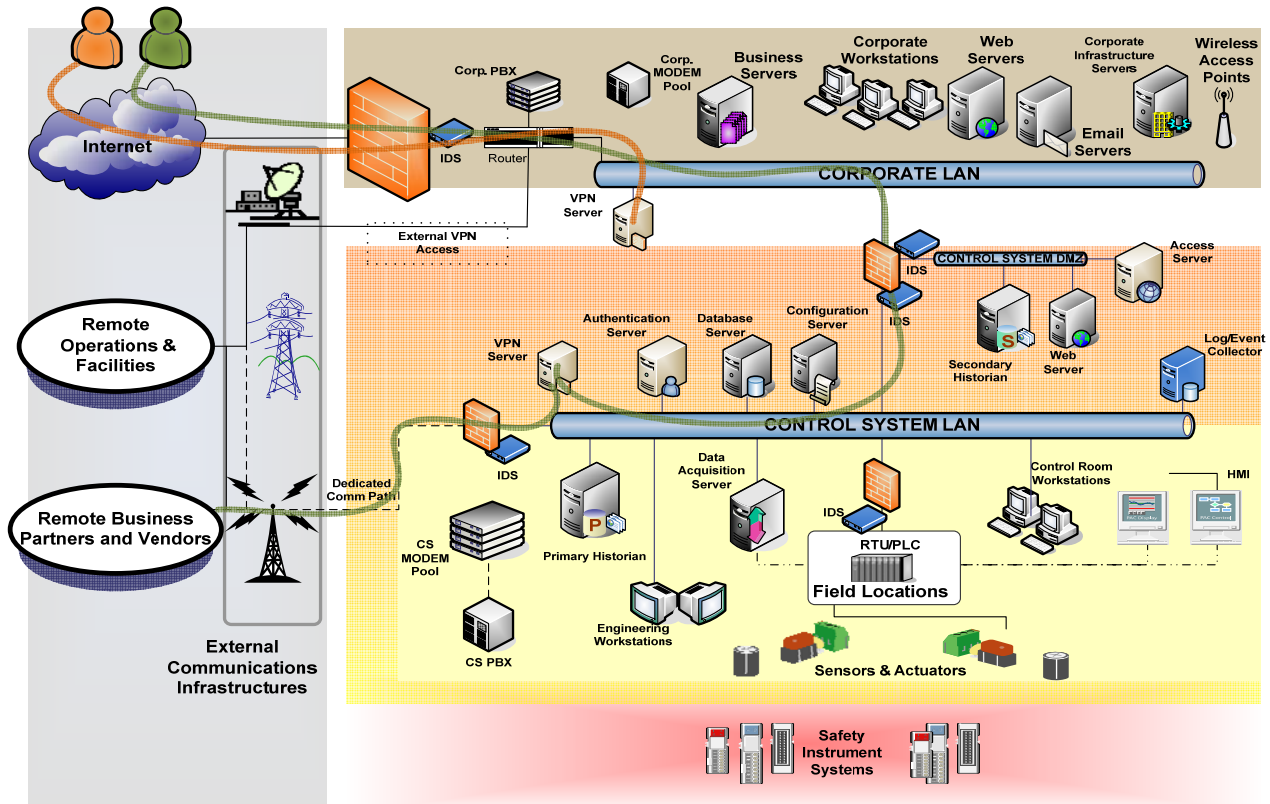 Internet
Corp. PBX
IDS
Router
Corp.
MODEM
Pool
Business
Servers
Corporate
Workstations
Web
Servers
Email
Servers
Corporate
Infrastructure
Servers
Wireless
Access
Points
CORPORATE LAN
VPN
Server
External VPN
Access
IDS
CONTROL SYSTEM DMZ
Access
Server
IDS
Secondary
Historian
S
Web
Server
Log/Event
Collector
Remote
Operations &
Facilities
VPN
Server
Authentication
Server
Database
Server
Configuration
Server
CONTROL SYSTEM LAN
IDS
Dedicated
Comm Path
Remote Business
Partners and Vendors
CS
MODEM
Pool
CS PBX
P
Primary Historian
Engineering
Workstations
Data
Acquisition
Server
IDS
RTU/PLC
Field Locations
Control Room
Workstations
HMI
PAC Display
PAC Control
Sensors & Actuators
External
Communications
Infrastructures
Safety
Instrument
Systems